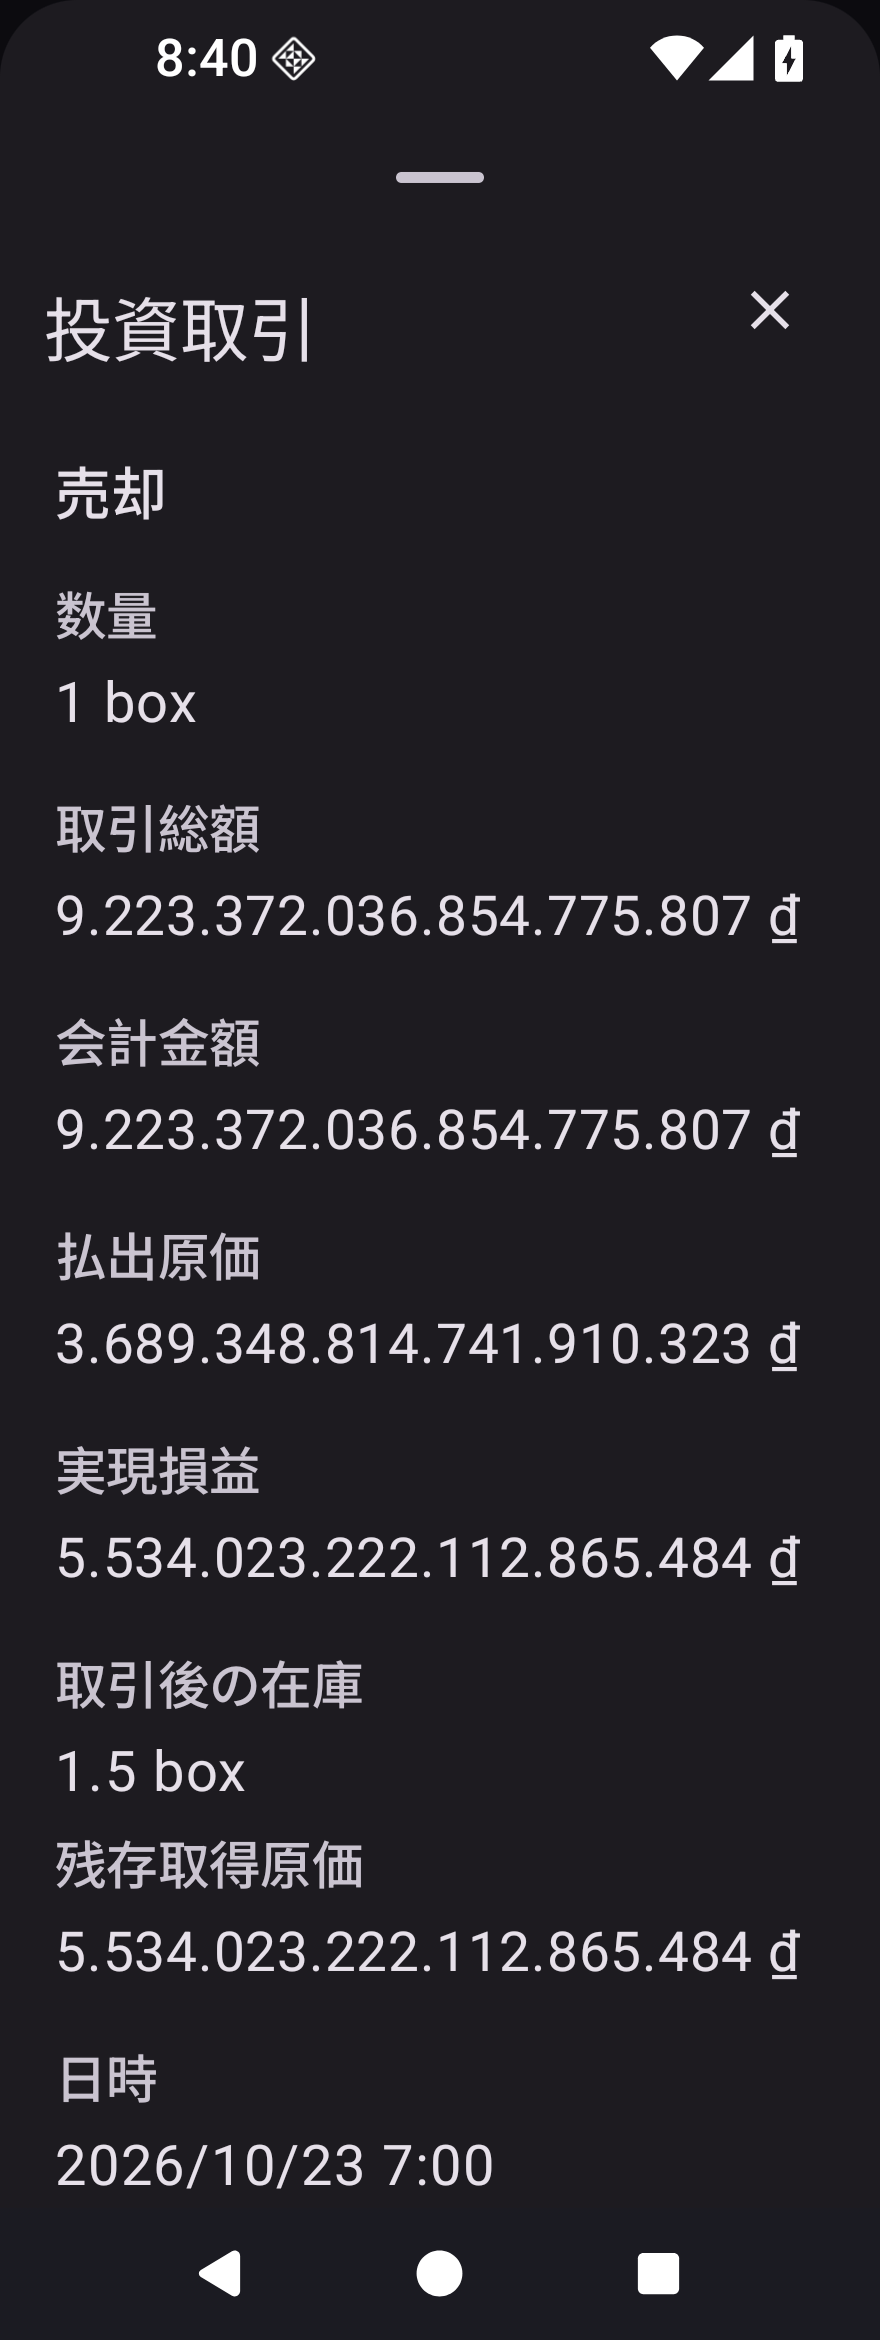 8:40
投資取引
売却
数量
1 box
取引総額
9.223.372.036.854.775.807 ₫
会計金額
9.223.372.036.854.775.807 ₫
払出原価
3.689.348.814.741.910.323 ₫
実現損益
5.534.023.222.112.865.484 ₫
取引後の在庫
1.5 box
残存取得原価
5.534.023.222.112.865.484 ₫
日時
2026/10/23 7:00